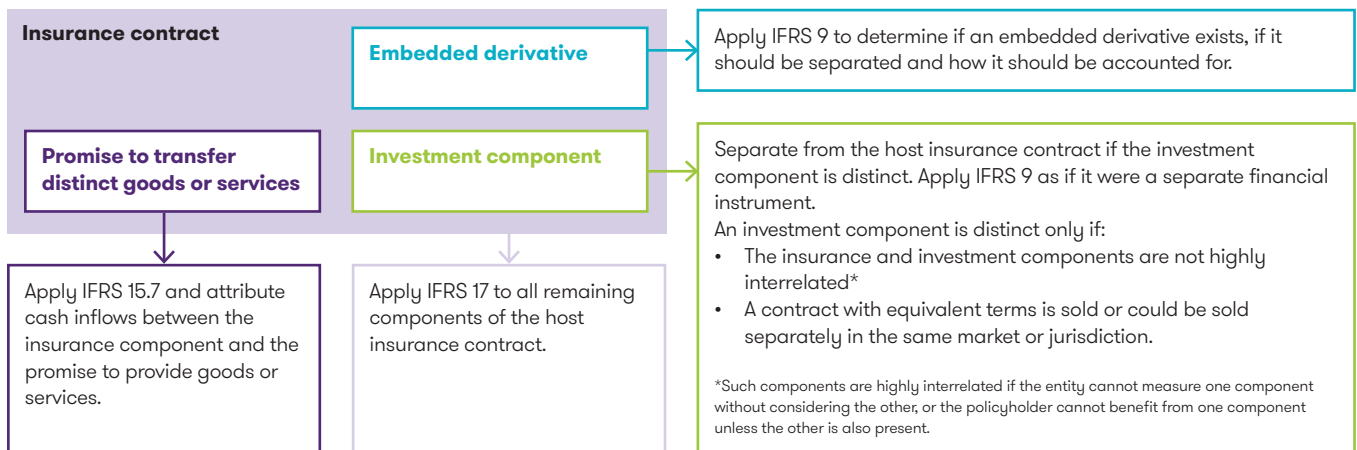 Insurance contract
Embedded derivative
Apply IFRS 9 to determine if an embedded derivative exists, if it
should be separated and how it should be accounted for.
Promise to transfer
distinct goods or services
Investment component
Separate from the host insurance contract if the investment
component is distinct. Apply IFRS 9 as if it were a separate financial
instrument.
An investment component is distinct only if:
• The insurance and investment components are not highly
interrelated*
• A contract with equivalent terms is sold or could be sold
separately in the same market or jurisdiction.
*Such components are highly interrelated if the entity cannot measure one component
without considering the other, or the policyholder cannot benefit from one component
unless the other is also present.
Apply IFRS 15.7 and attribute
cash inflows between the
insurance component and the
promise to provide goods or
services.
Apply IFRS 17 to all remaining
components of the host
insurance contract.